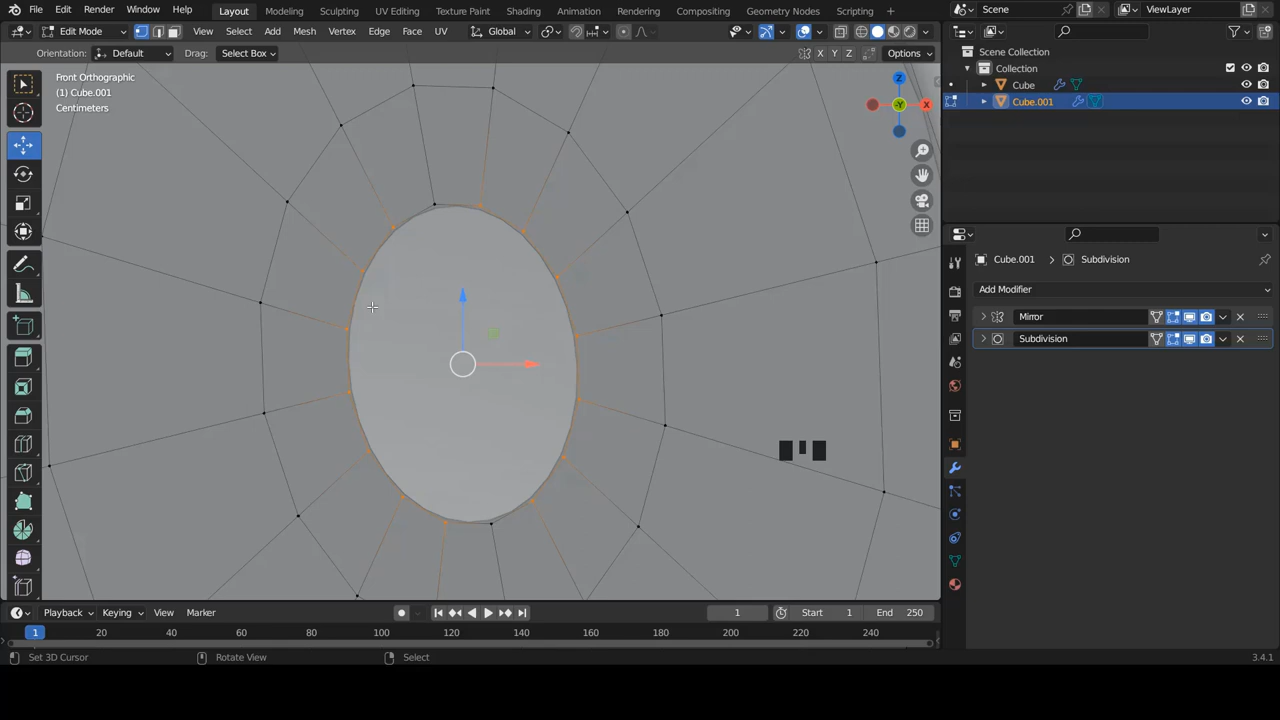 File Edit Render Window Help Layout Modeling Sculpting UV Editing Texture Paint Shading Animation Rendering Compositing Geometry Nodes Scripting Scene ViewLayer
Edit Mode View Select Add Mesh Vertex Edge Face UV Global
Orientation: Default Drag: Select Box X Y Z Options
Scene Collection
Collection
Cube
Cube.001
Front Orthographic
(1) Cube.001
Centimeters
Z
-Y
X
Cube.001 > Subdivision
Add Modifier
Mirror
Subdivision
Playback Keying View Marker 1 Start 1 End 250
1 20 40 60 80 100 120 140 160 180 200 220 240
Set 3D Cursor Rotate View Select 3.4.1